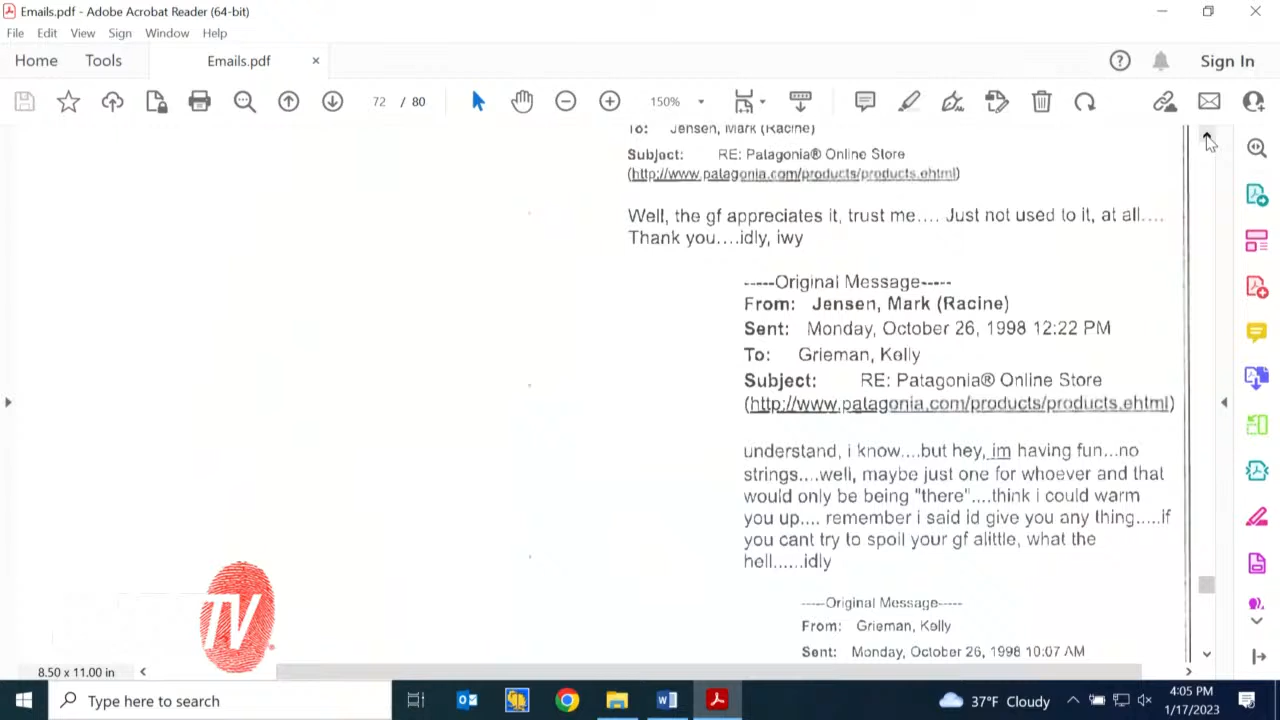 Emails.pdf - Adobe Acrobat Reader (64-bit)
File Edit View Sign Window Help
Home Tools Emails.pdf × ? Sign In
72 / 80 150%
To: Jensen, Mark (Racine)
Subject: RE: Patagonia® Online Store
(http://www.patagonia.com/products/products.ehtml)
Well, the gf appreciates it, trust me.... Just not used to it, at all....
Thank you....idly, iwy
-----Original Message-----
From: Jensen, Mark (Racine)
Sent: Monday, October 26, 1998 12:22 PM
To: Grieman, Kelly
Subject: RE: Patagonia® Online Store
(http://www.patagonia.com/products/products.ehtml)
understand, i know....but hey, im having fun...no
strings....well, maybe just one for whoever and that
would only be being "there"....think i could warm
you up.... remember i said id give you any thing.....if
you cant try to spoil your gf alittle, what the
hell......idly
-----Original Message-----
From: Grieman, Kelly
Sent: Monday, October 26, 1998 10:07 AM
TV
8.50 x 11.00 in
Type here to search
37°F Cloudy
4:05 PM
1/17/2023